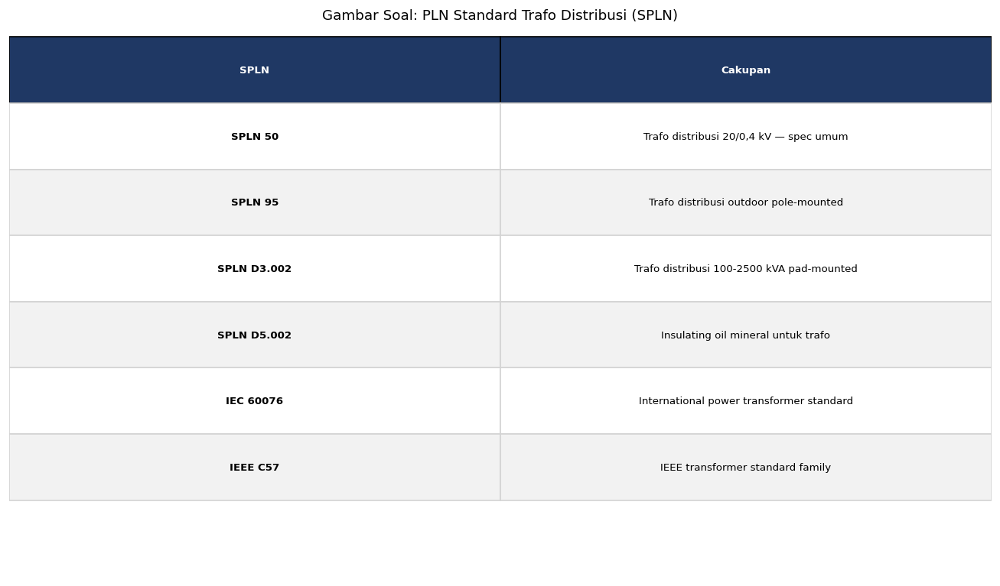 Gambar Soal: PLN Standard Trafo Distribusi (SPLN)
SPLN Cakupan
SPLN 50 Trafo distribusi 20/0,4 kV — spec umum
SPLN 95 Trafo distribusi outdoor pole-mounted
SPLN D3.002 Trafo distribusi 100-2500 kVA pad-mounted
SPLN D5.002 Insulating oil mineral untuk trafo
IEC 60076 International power transformer standard
IEEE C57 IEEE transformer standard family